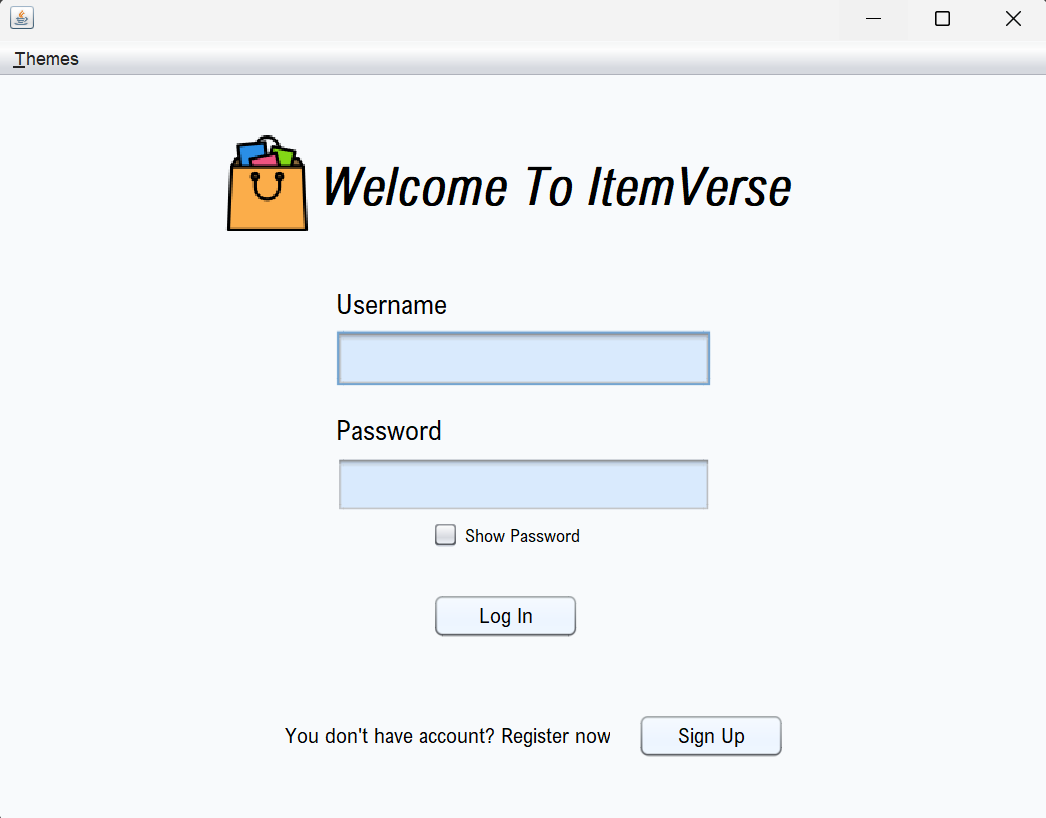 Themes
Welcome To ItemVerse
Username
Password
Show Password
Log In
You don't have account? Register now
Sign Up